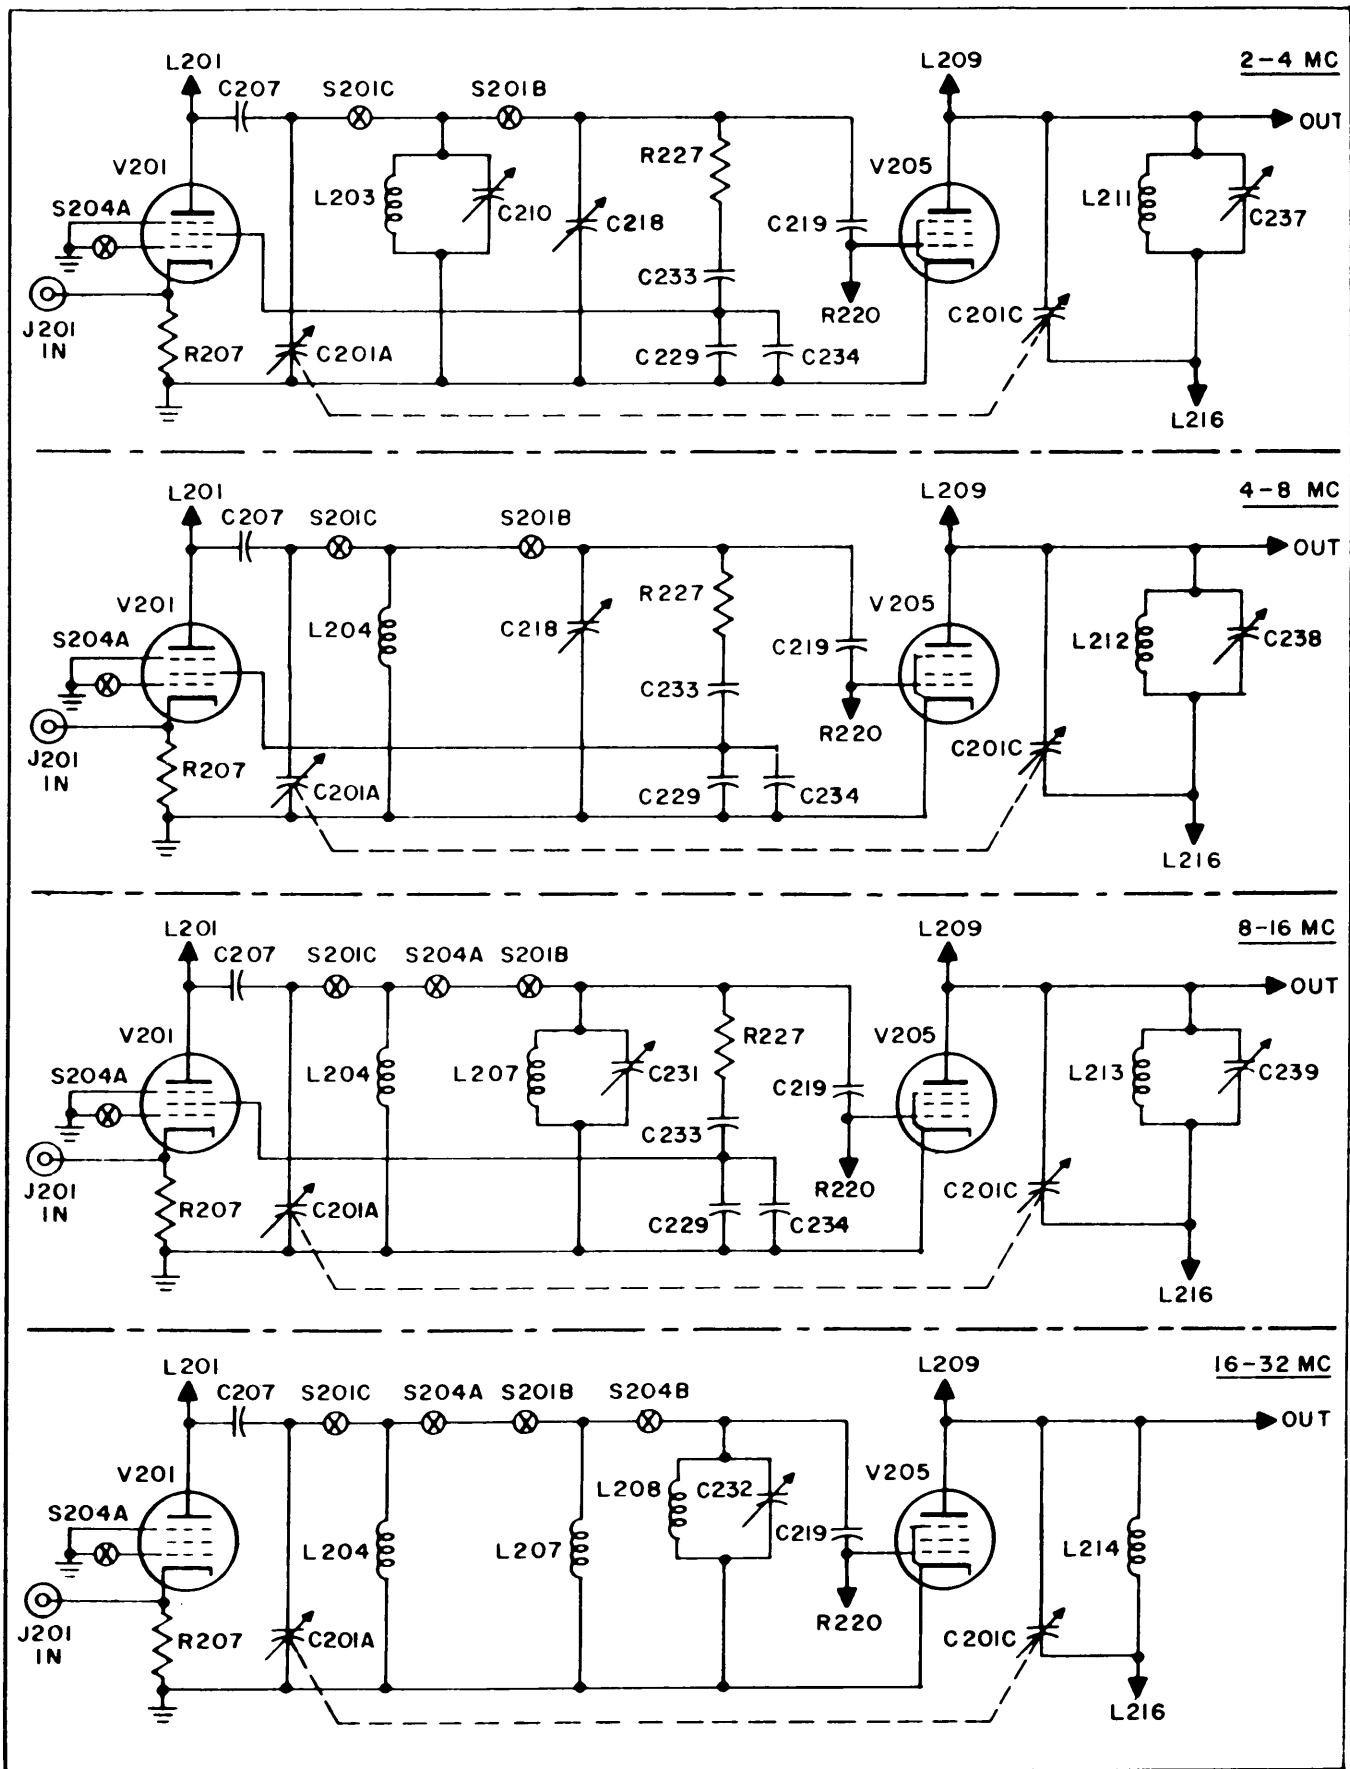 2-4 MC
L201
C207
S201C
S201B
L209
OUT
V201
R227
V205
S204A
L203
C210
C218
C219
L211
C237
C233
R220
C201C
J201
IN
R207
C201A
C229
C234
L216
4-8 MC
L201
C207
S201C
S201B
L209
OUT
V201
R227
V205
S204A
L204
C218
C219
L212
C238
C233
R220
C201C
J201
IN
R207
C201A
C229
C234
L216
8-16 MC
L201
C207
S201C
S204A
S201B
L209
OUT
V201
R227
V205
S204A
L204
L207
C231
C219
L213
C239
C233
R220
C201C
J201
IN
R207
C201A
C229
C234
L216
16-32 MC
L201
C207
S201C
S204A
S201B
S204B
L209
OUT
V201
V205
S204A
L208
C232
C219
L204
L207
L214
R220
C201C
J201
IN
R207
C201A
L216